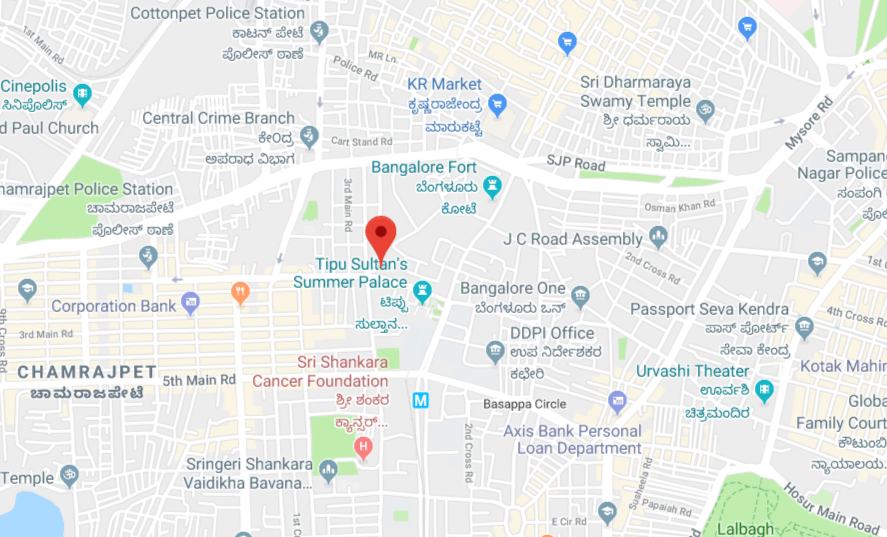 Cottonpet Police Station
ಕಾಟನ್ ಪೇಟೆ
ಪೊಲೀಸ್ ಠಾಣೆ
1st Main Rd
MR Ln
Police Rd
Cinepolis
ಸಿನಿಪೊಲಿಸ್
d Paul Church
KR Market
ಕೃಷ್ಣರಾಜೇಂದ್ರ
ಮಾರುಕಟ್ಟೆ
Sri Dharmaraya
Swamy Temple
ಶ್ರೀ ಧರ್ಮರಾಯ
ಸ್ವಾಮಿ...
Mysore Rd
Central Crime Branch
ಕೇ೦ದ್ರ
ಅಪರಾಧ ವಿಭಾಗ
Cart Stand Rd
SJP Road
Sampan
Nagar Police
ಸಂಪಂಗಿ
ಪೊಲೀ
Bangalore Fort
ಬೆಂಗಳೂರು
ಕೋಟೆ
hamrajpet Police Station
ಚಾಮರಾಜಪೇಟೆ
ಪೊಲೀಸ್ ಠಾಣೆ
3rd Main Rd
Osman Khan Rd
J C Road Assembly
2nd Cross Rd
1st C
Tipu Sultan's
Summer Palace
ಟಿಪ್ಪು
ಸುಲ್ತಾನ...
Bangalore One
ಬೆಂಗಳೂರು ಒನ್
Corporation Bank
Passport Seva Kendra
ಪಾಸ್ ಪೋರ್ಟ್
ಸೇವಾ ಕೇಂದ್ರ
4th Cross Rd
9th Cross Rd
3rd Main Rd
DDPI Office
ಉಪ ನಿರ್ದೇಶಕರ
ಕಛೇರಿ
CHAMRAJPET
ಚಾಮರಾಜಪೇಟೆ
5th Main Rd
Sri Shankara
Cancer Foundation
ಶ್ರೀ ಶಂಕರ
ಕ್ಯಾನ್ಸರ್...
H
M
Kotak Mahin
Urvashi Theater
ಊರ್ವಶಿ
ಚಿತ್ರಮಂದಿರ
Basappa Circle
Globa
Family Court
ಕೌಟುಂಬಿ
ನ್ಯಾಯಾಲಯ
Axis Bank Personal
Loan Department
2nd Cross Rd
Temple
Sringeri Shankara
Vaidikha Bavana...
Susheela Rd
Papaiah Rd
Hosur Main Road
1st C
E Cir Rd
Lalbagh